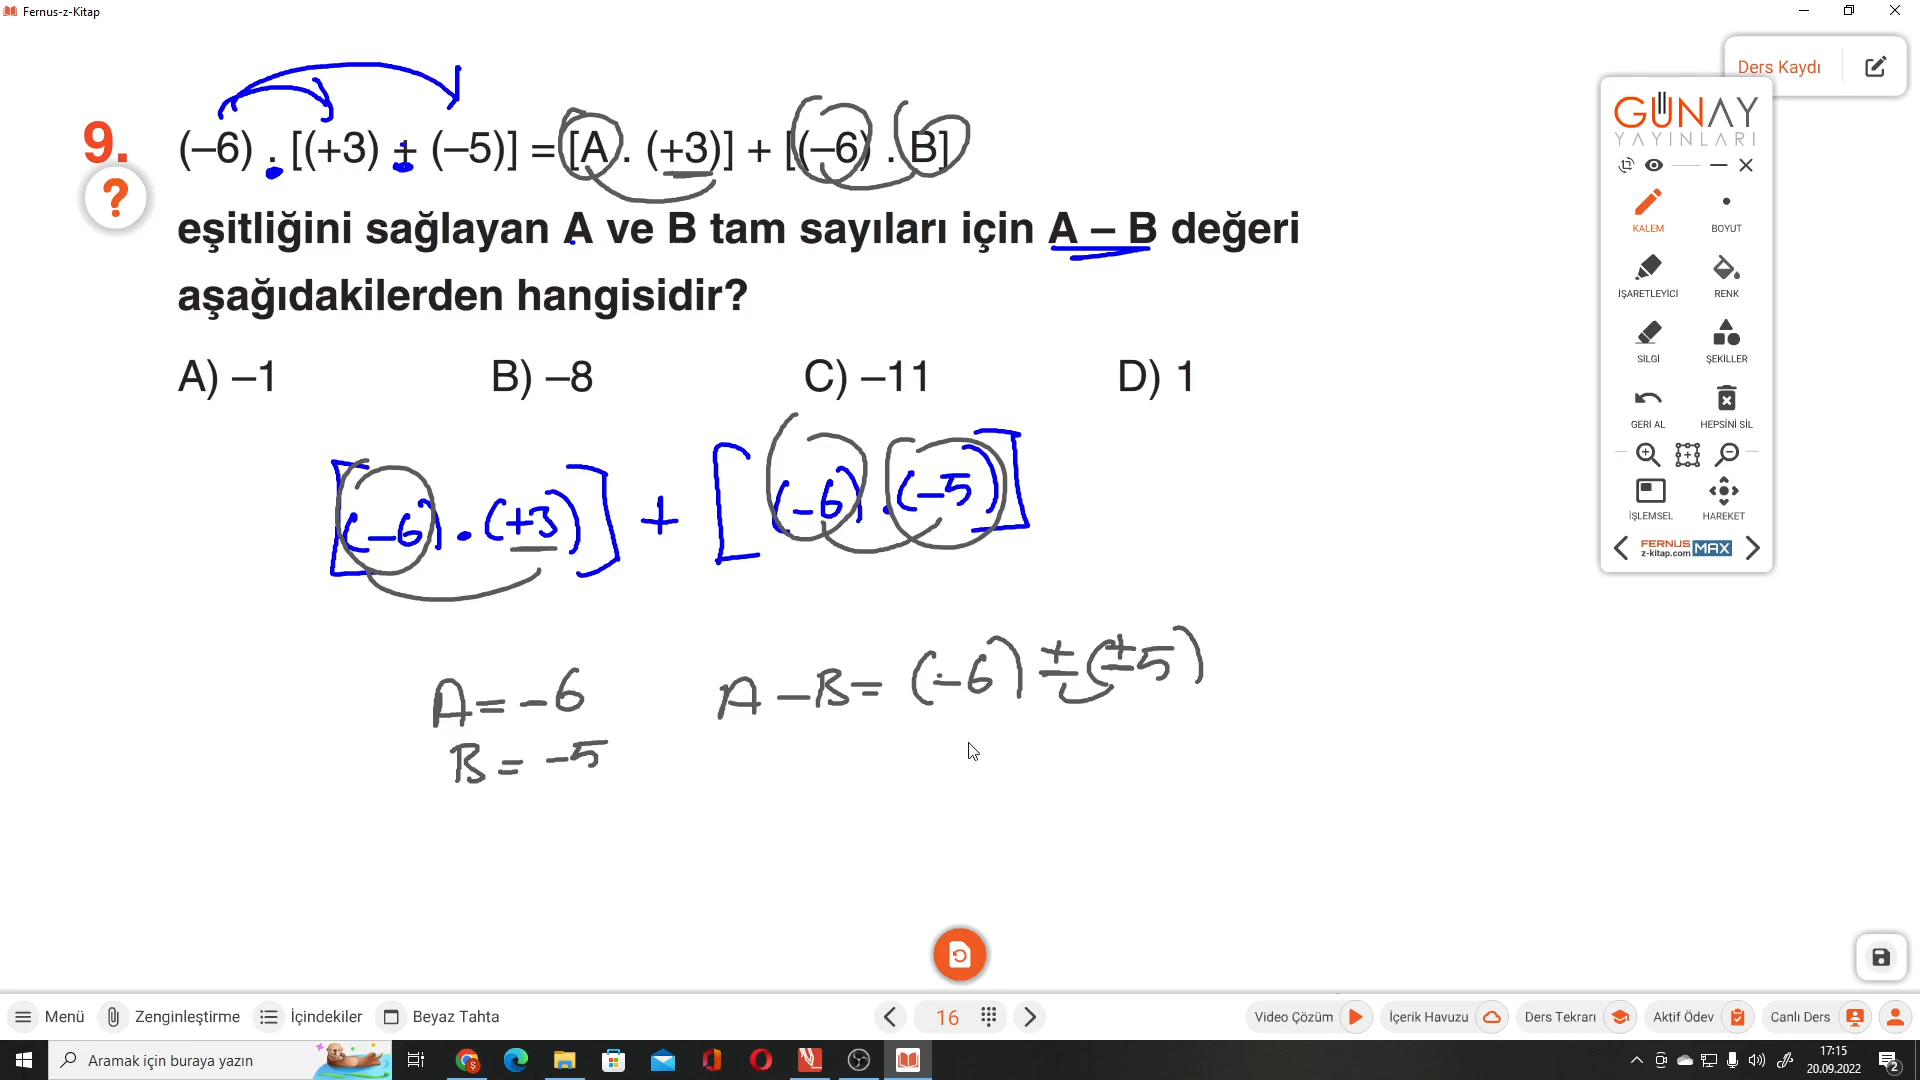 Fernus-z-Kitap
Ders Kaydı
GÜNAY
YAYINLARI
9. (–6) . [(+3) + (–5)] = [A . (+3)] + [(–6) . B]
?
eşitliğini sağlayan A ve B tam sayıları için A – B değeri
aşağıdakilerden hangisidir?
A) –1 B) –8 C) –11 D) 1
[(-6) . (+3)] + [(-6) . (-5)]
A = -6
B = -5
A - B = (-6) ± (±5)
KALEM BOYUT
İŞARETLEYİCİ RENK
SİLGİ ŞEKİLLER
GERİ AL HEPSİNİ SİL
İŞLEMSEL HAREKET
FERNUS
z-kitap.com MAX
Menü Zenginleştirme İçindekiler Beyaz Tahta 16 Video Çözüm İçerik Havuzu Ders Tekrarı Aktif Ödev Canlı Ders
Aramak için buraya yazın
17:15
20.09.2022
2